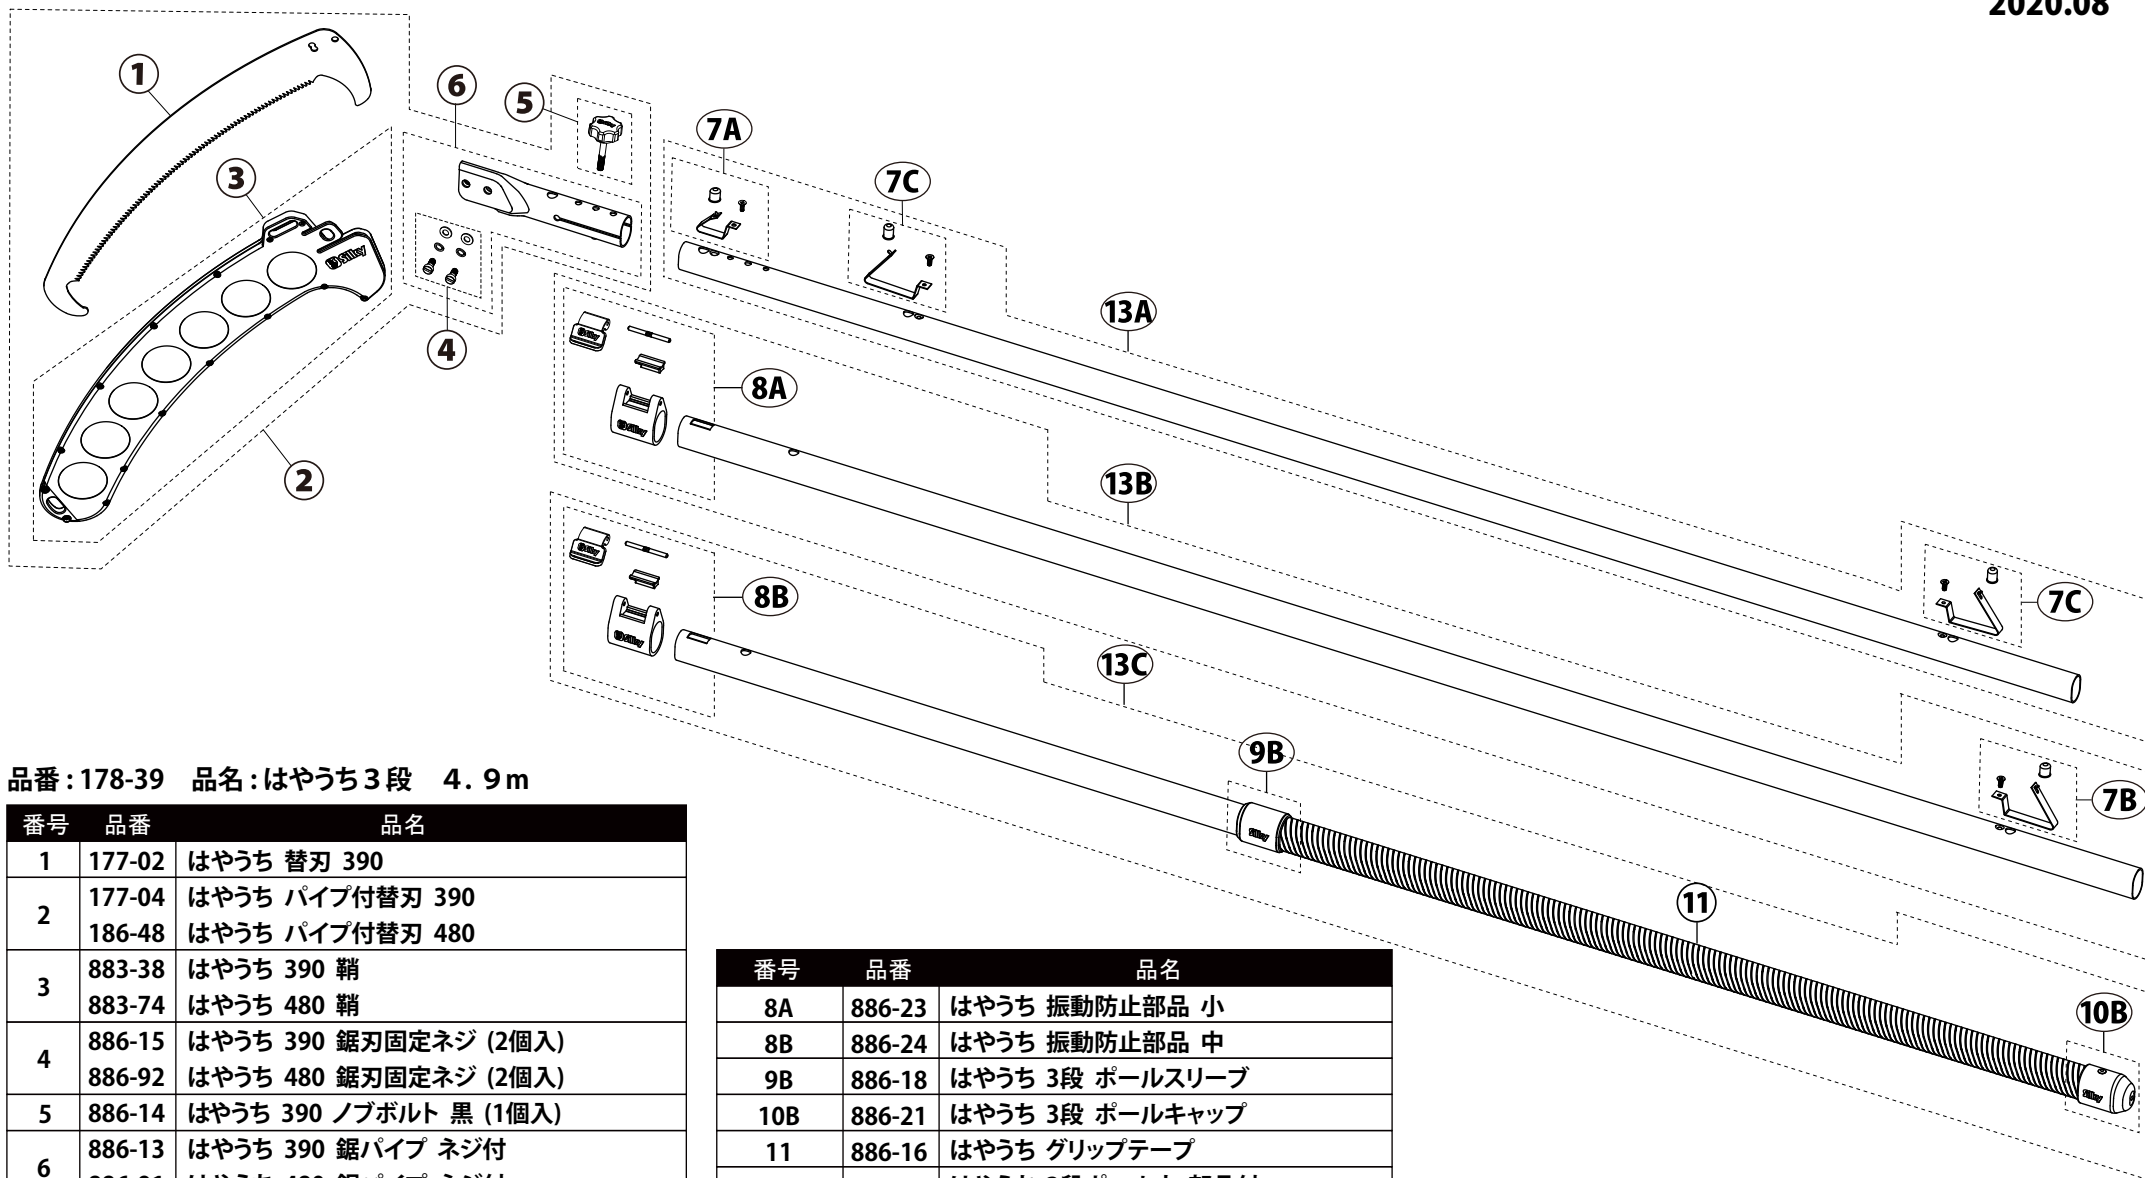 2020.08
1
6
5
7A
7C
3
Silky
13A
4
8A
2
13B
8B
7C
13C
9B
7B
11
10B
品番:178-39 品名:はやうち3段 4.9m
番号 品番 品名
1 177-02 はやうち 替刃 390
2 177-04 はやうち パイプ付替刃 390
186-48 はやうち パイプ付替刃 480
3 883-38 はやうち 390 鞘
883-74 はやうち 480 鞘
4 886-15 はやうち 390 鋸刃固定ネジ (2個入)
886-92 はやうち 480 鋸刃固定ネジ (2個入)
5 886-14 はやうち 390 ノブボルト 黒 (1個入)
6 886-13 はやうち 390 鋸パイプ ネジ付
番号 品番 品名
8A 886-23 はやうち 振動防止部品 小
8B 886-24 はやうち 振動防止部品 中
9B 886-18 はやうち 3段 ポールスリーブ
10B 886-21 はやうち 3段 ポールキャップ
11 886-16 はやうち グリップテープ